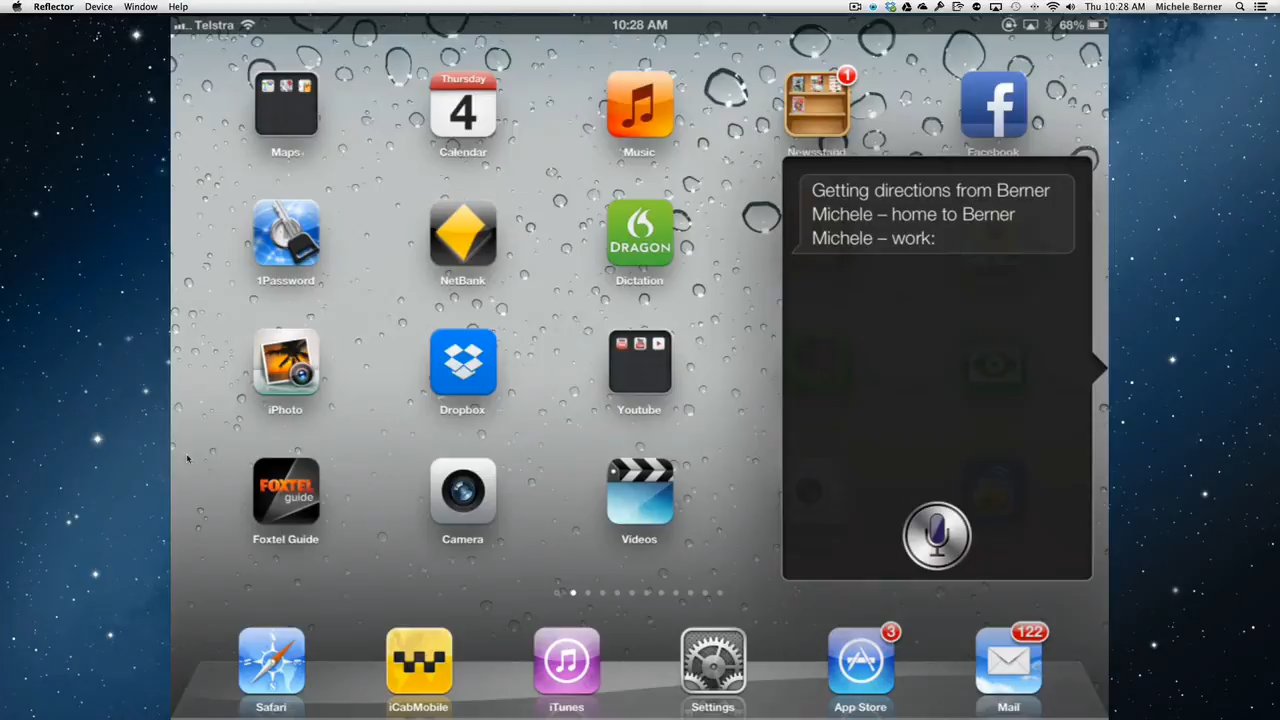 Reflector Device Window Help
Thu 10:28 AM Michele Berner
Telstra 10:28 AM 68%
Thursday
4
1
Maps Calendar Music Newsstand Facebook
Getting directions from Berner
Michele – home to Berner
Michele – work:
DRAGON
1Password NetBank Dictation
iPhoto Dropbox Youtube
FOXTEL
guide
Foxtel Guide Camera Videos
3 122
Safari iCabMobile iTunes Settings App Store Mail